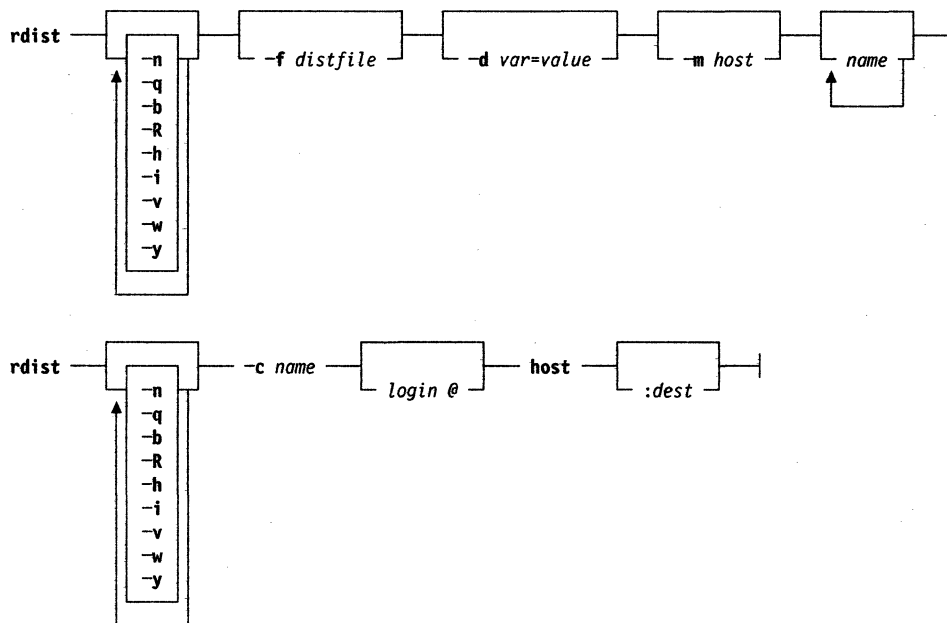 rdist
-n
-q
-b
-R
-h
-i
-v
-w
-y
-f distfile
-d var=value
-m host
name
rdist
-n
-q
-b
-R
-h
-i
-v
-w
-y
-c name
login @
host
:dest